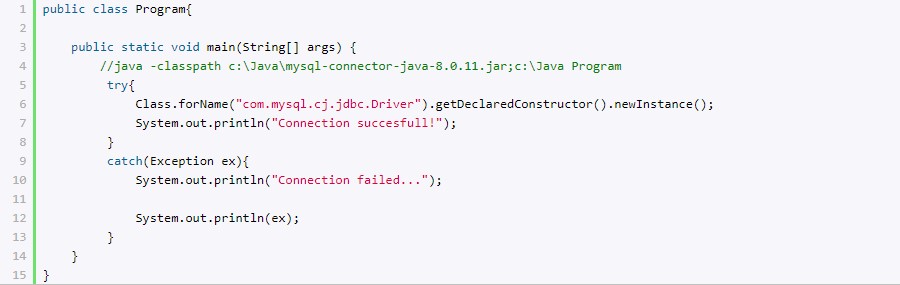 1 public class Program{
2
3     public static void main(String[] args) {
4         //java -classpath c:\Java\mysql-connector-java-8.0.11.jar;c:\Java Program
5          try{
6              Class.forName("com.mysql.cj.jdbc.Driver").getDeclaredConstructor().newInstance();
7              System.out.println("Connection succesfull!");
8          }
9          catch(Exception ex){
10              System.out.println("Connection failed...");
11
12              System.out.println(ex);
13          }
14     }
15 }